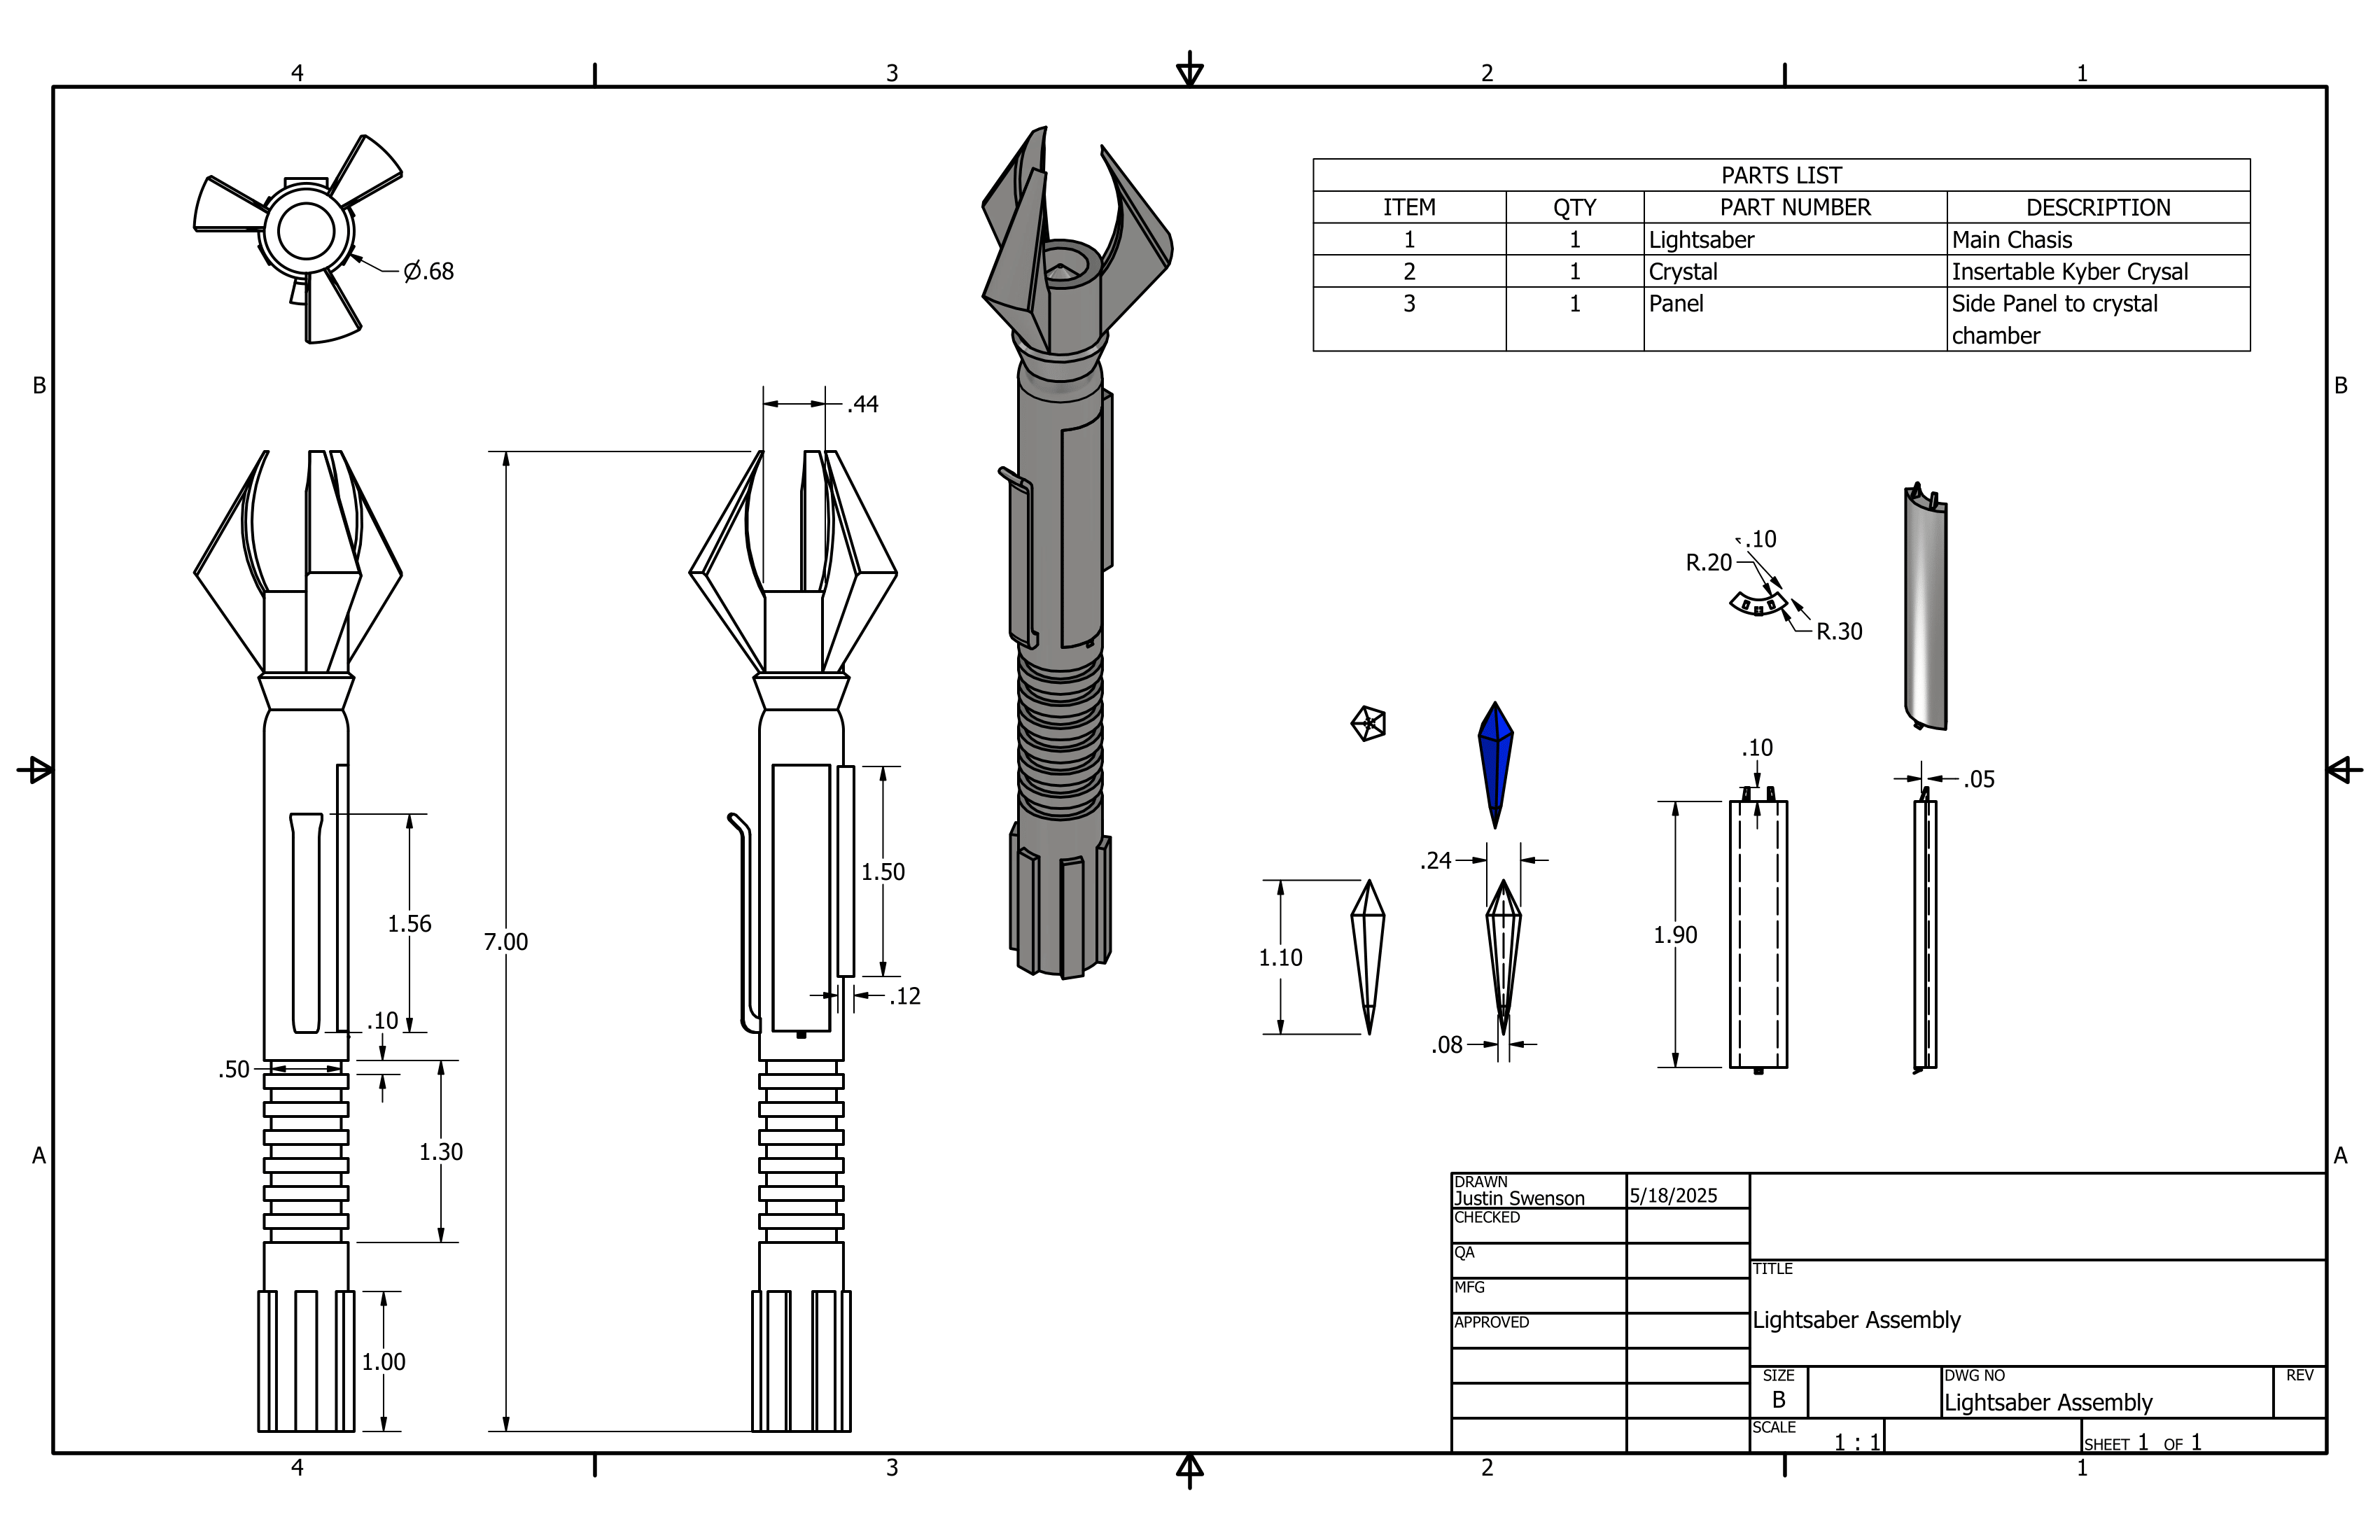 4 3 2 1
B B
A A
Ø.68
PARTS LIST
ITEM QTY PART NUMBER DESCRIPTION
1 1 Lightsaber Main Chasis
2 1 Crystal Insertable Kyber Crysal
3 1 Panel Side Panel to crystal
chamber
.44
7.00
1.50
.12
1.56
.10
.50
1.30
1.00
.10
R.20
R.30
.10
.05
1.90
.24
1.10
.08
DRAWN
Justin Swenson 5/18/2025
CHECKED
QA
MFG
APPROVED
TITLE
Lightsaber Assembly
SIZE
B
DWG NO
Lightsaber Assembly
REV
SCALE
1 : 1
SHEET 1 OF 1
4 3 2 1